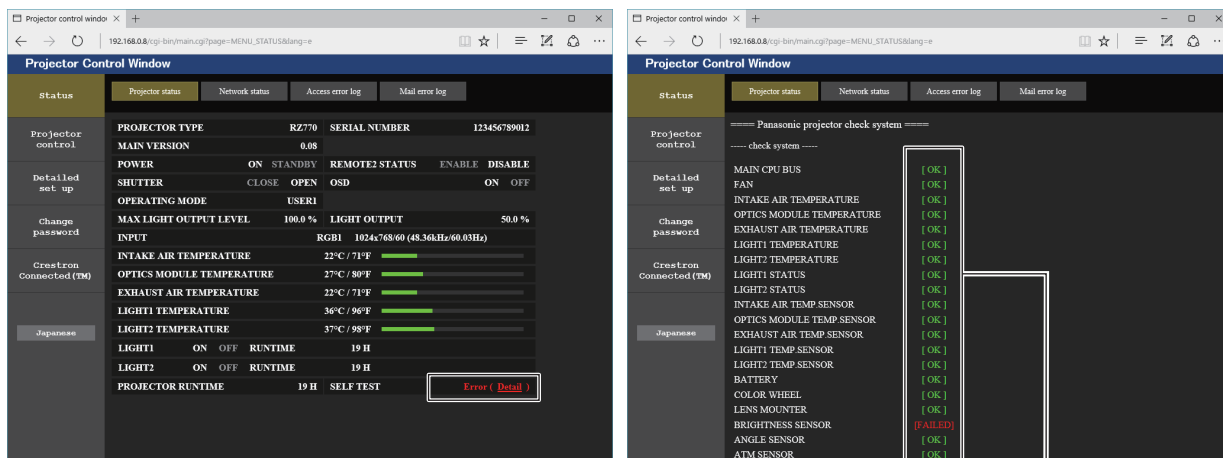 Projector control windov
192.168.0.8/cgi-bin/main.cgi?page=MENU_STATUS&lang=e
Projector Control Window
Status
Projector control
Detailed set up
Change password
Crestron Connected(TM)
Japanese
Projector status Network status Access error log Mail error log
PROJECTOR TYPE RZ770 SERIAL NUMBER 123456789012
MAIN VERSION 0.08
POWER ON STANDBY REMOTE2 STATUS ENABLE DISABLE
SHUTTER CLOSE OPEN OSD ON OFF
OPERATING MODE USER1
MAX LIGHT OUTPUT LEVEL 100.0 % LIGHT OUTPUT 50.0 %
INPUT RGB1 1024x768/60 (48.36kHz/60.03Hz)
INTAKE AIR TEMPERATURE 22°C / 71°F
OPTICS MODULE TEMPERATURE 27°C / 80°F
EXHAUST AIR TEMPERATURE 22°C / 71°F
LIGHT1 TEMPERATURE 36°C / 96°F
LIGHT2 TEMPERATURE 37°C / 98°F
LIGHT1 ON OFF RUNTIME 19 H
LIGHT2 ON OFF RUNTIME 19 H
PROJECTOR RUNTIME 19 H SELF TEST Error ( Detail )
Projector control windov
192.168.0.8/cgi-bin/main.cgi?page=MENU_STATUS&lang=e
Projector Control Window
Status
Projector control
Detailed set up
Change password
Crestron Connected(TM)
Japanese
Projector status Network status Access error log Mail error log
==== Panasonic projector check system ====
----- check system -----
MAIN CPU BUS [ OK ]
FAN [ OK ]
INTAKE AIR TEMPERATURE [ OK ]
OPTICS MODULE TEMPERATURE [ OK ]
EXHAUST AIR TEMPERATURE [ OK ]
LIGHT1 TEMPERATURE [ OK ]
LIGHT2 TEMPERATURE [ OK ]
LIGHT1 STATUS [ OK ]
LIGHT2 STATUS [ OK ]
INTAKE AIR TEMP.SENSOR [ OK ]
OPTICS MODULE TEMP.SENSOR [ OK ]
EXHAUST AIR TEMP.SENSOR [ OK ]
LIGHT1 TEMP.SENSOR [ OK ]
LIGHT2 TEMP.SENSOR [ OK ]
BATTERY [ OK ]
COLOR WHEEL [ OK ]
LENS MOUNTER [ OK ]
BRIGHTNESS SENSOR [FAILED]
ANGLE SENSOR [ OK ]
ATM SENSOR [ OK ]